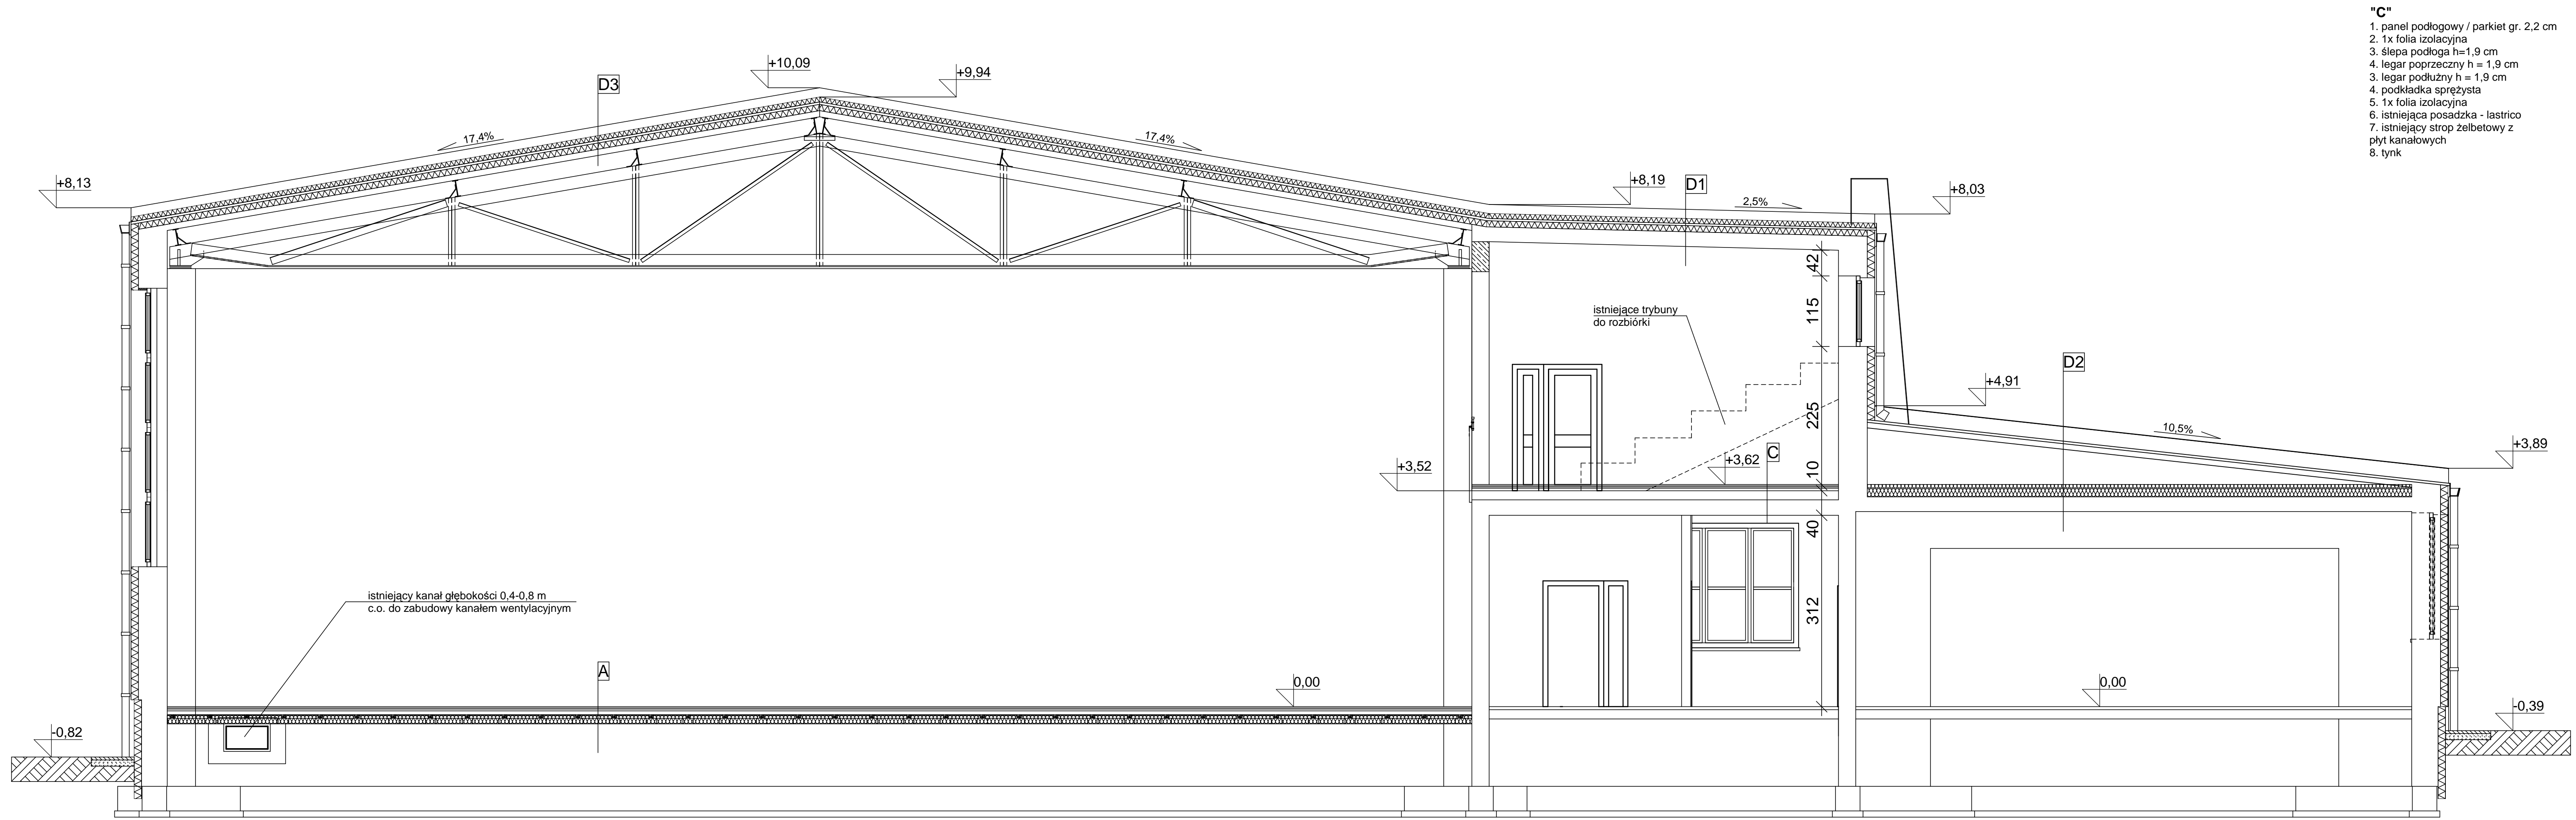 "C"
1. panel podłogowy / parkiet gr. 2,2 cm
2. 1x folia izolacyjna
3. ślepa podłoga h=1,9 cm
4. legar poprzeczny h = 1,9 cm
3. legar podłużny h = 1,9 cm
4. podkładka sprężysta
5. 1x folia izolacyjna
6. istniejąca posadzka - lastrico
7. istniejący strop żelbetowy z
płyt kanałowych
8. tynk
+10,09
+9,94
D3
17,4%
17,4%
+8,13
+8,19
D1
+8,03
2,5%
42
115
istniejące trybuny
do rozbiórki
D2
+4,91
225
10,5%
+3,89
C
+3,52
+3,62
10
40
312
istniejący kanał głębokości 0,4-0,8 m
c.o. do zabudowy kanałem wentylacyjnym
A
0,00
0,00
-0,82
-0,39